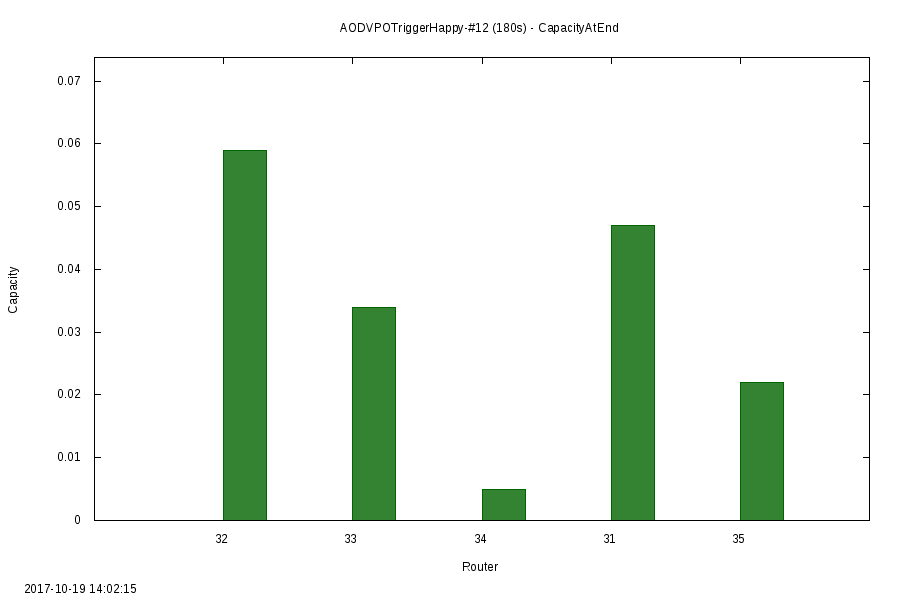 AODVPOTriggerHappy-#12 (180s) - CapacityAtEnd
0.07
0.06
0.05
0.04
0.03
0.02
0.01
0
Capacity
32 33 34 31 35
Router
2017-10-19 14:02:15